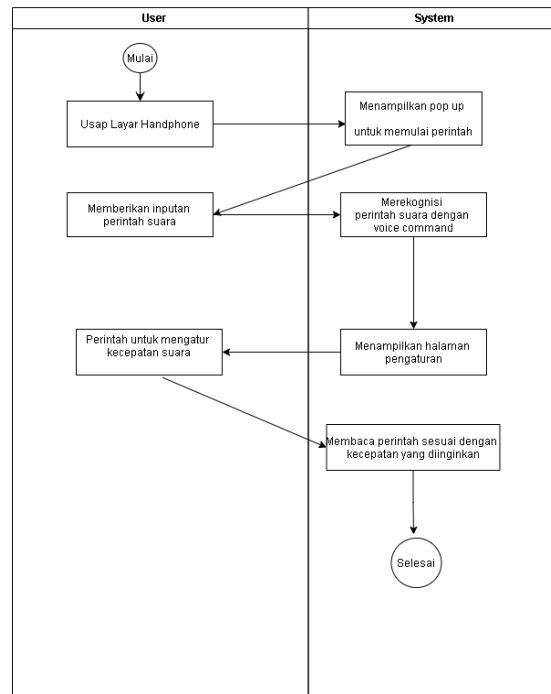 User
System
Mulai
Usap Layar Handphone
Menampilkan pop up
untuk memulai perintah
Memberikan inputan
perintah suara
Merekognisi
perintah suara dengan
voice command
Menampilkan halaman
pengaturan
Perintah untuk mengatur
kecepatan suara
Membaca perintah sesuai dengan
kecepatan yang diinginkan
Selesai